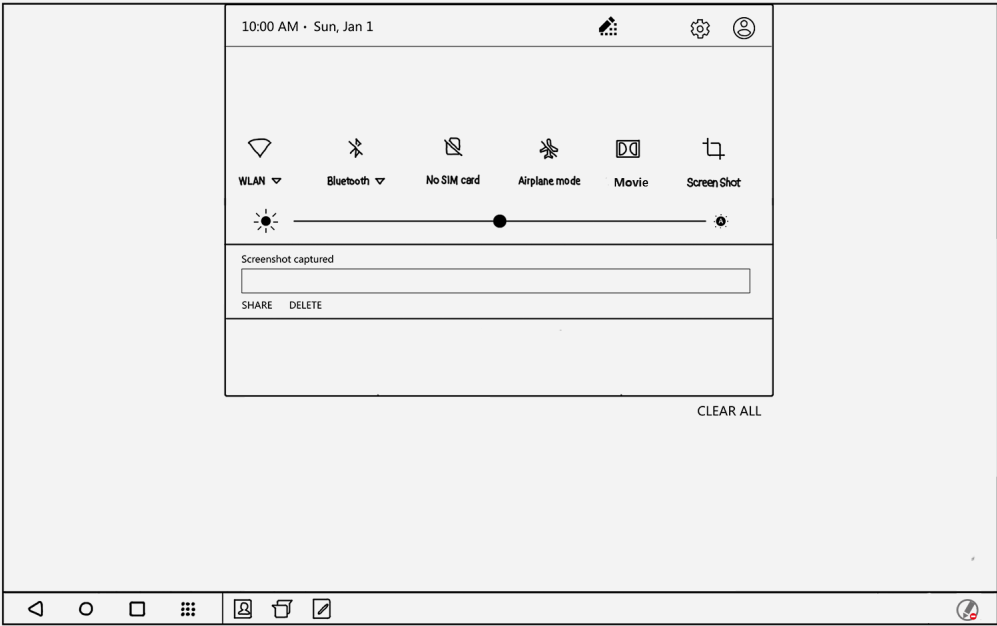 10:00 AM · Sun, Jan 1
WLAN Bluetooth No SIM card Airplane mode Movie Screen Shot
A
Screenshot captured
SHARE DELETE
CLEAR ALL